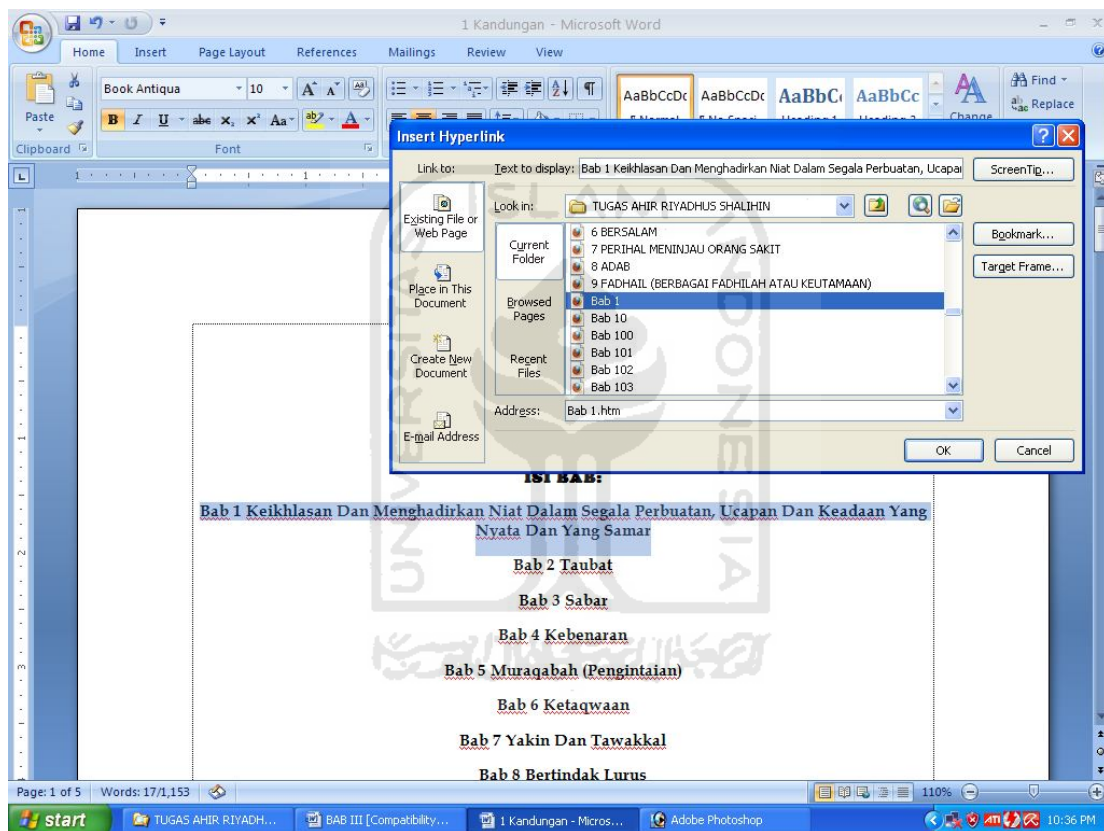 1 Kandungan - Microsoft Word
Home Insert Page Layout References Mailings Review View
Paste
Clipboard
Book Antiqua 10
B I U abc X₂ X² Aa
Font
AaBbCcDc AaBbCcDc AaBbC AaBbCc
Change
Find
Replace
Insert Hyperlink
Link to:
Text to display: Bab 1 Keikhlasan Dan Menghadirkan Niat Dalam Segala Perbuatan, Ucapan
ScreenTip...
Existing File or
Web Page
Place in This
Document
Create New
Document
E-mail Address
Look in: TUGAS AHIR RIYADHUS SHALIHIN
Current
Folder
Browsed
Pages
Recent
Files
6 BERSALAM
7 PERIHAL MENINJAU ORANG SAKIT
8 ADAB
9 FADHAIL (BERBAGAI FADHILAH ATAU KEUTAMAAN)
Bab 1
Bab 10
Bab 100
Bab 101
Bab 102
Bab 103
Bookmark...
Target Frame...
Address: Bab 1.htm
OK Cancel
ISLAM
UNIVERSITAS
INDONESIA
ISI BAB:
Bab 1 Keikhlasan Dan Menghadirkan Niat Dalam Segala Perbuatan, Ucapan Dan Keadaan Yang
Nyata Dan Yang Samar
Bab 2 Taubat
Bab 3 Sabar
Bab 4 Kebenaran
Bab 5 Muraqabah (Pengintaian)
Bab 6 Ketaqwaan
Bab 7 Yakin Dan Tawakkal
Bab 8 Bertindak Lurus
Page: 1 of 5 Words: 17/1,153 110%
start TUGAS AHIR RIYADH... BAB III [Compatibility... 1 Kandungan - Micros... Adobe Photoshop 10:36 PM